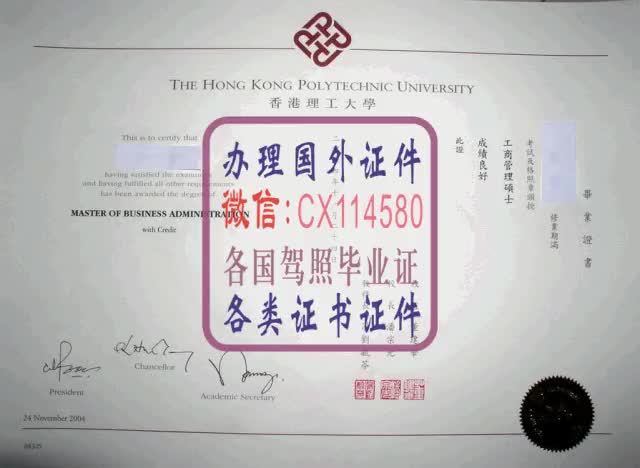 THE HONG KONG POLYTECHNIC UNIVERSITY
香港理工大學
This is to certify that
having satisfied the
and having fulfilled all other requirements
has been awarded the degree of
MASTER OF BUSINESS ADMINISTRATION
with Credit
畢業證書
修業期滿
考試及格照章頒授
工商管理碩士
成績良好
此證
办理国外证件
微信:CX114580
各国驾照毕业证
各类证书证件
President
Chancellor
Academic Secretary
24 November 2004